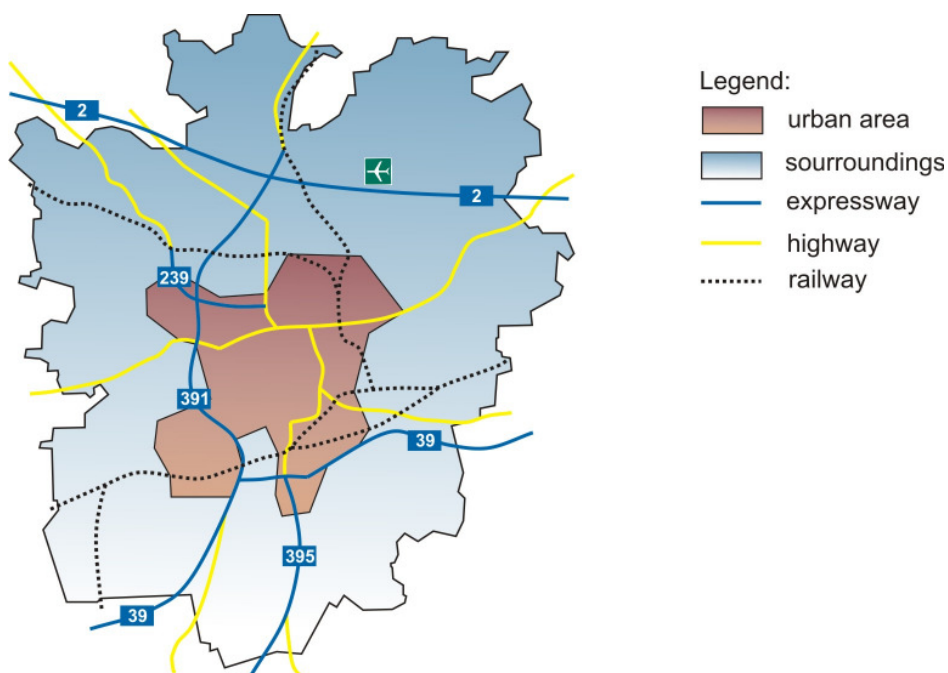 Legend:
urban area
sourroundings
expressway
highway
railway
2
2
239
391
39
395
39